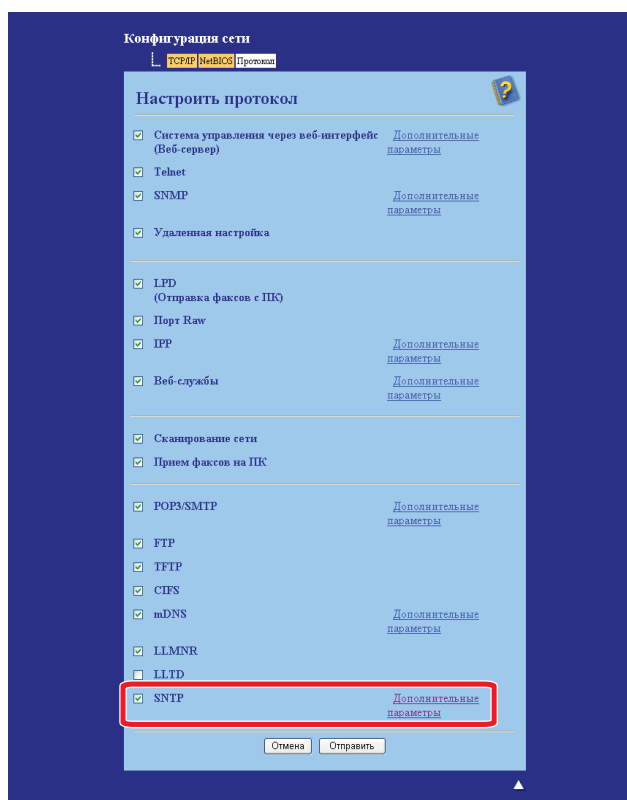 Конфигурация сети
TCP/IP NetBIOS Протокол
Настроить протокол
Система управления через веб-интерфейс Дополнительные
(Веб-сервер) параметры
Telnet
SNMP Дополнительные
параметры
Удаленная настройка
LPD
(Отправка факсов с ПК)
Порт Raw
IPP Дополнительные
параметры
Веб-службы Дополнительные
параметры
Сканирование сети
Прием факсов на ПК
POP3/SMTP Дополнительные
параметры
FTP
TFTP
CIFS
mDNS Дополнительные
параметры
LLMNR
LLTD
SNTP Дополнительные
параметры
Отмена Отправить